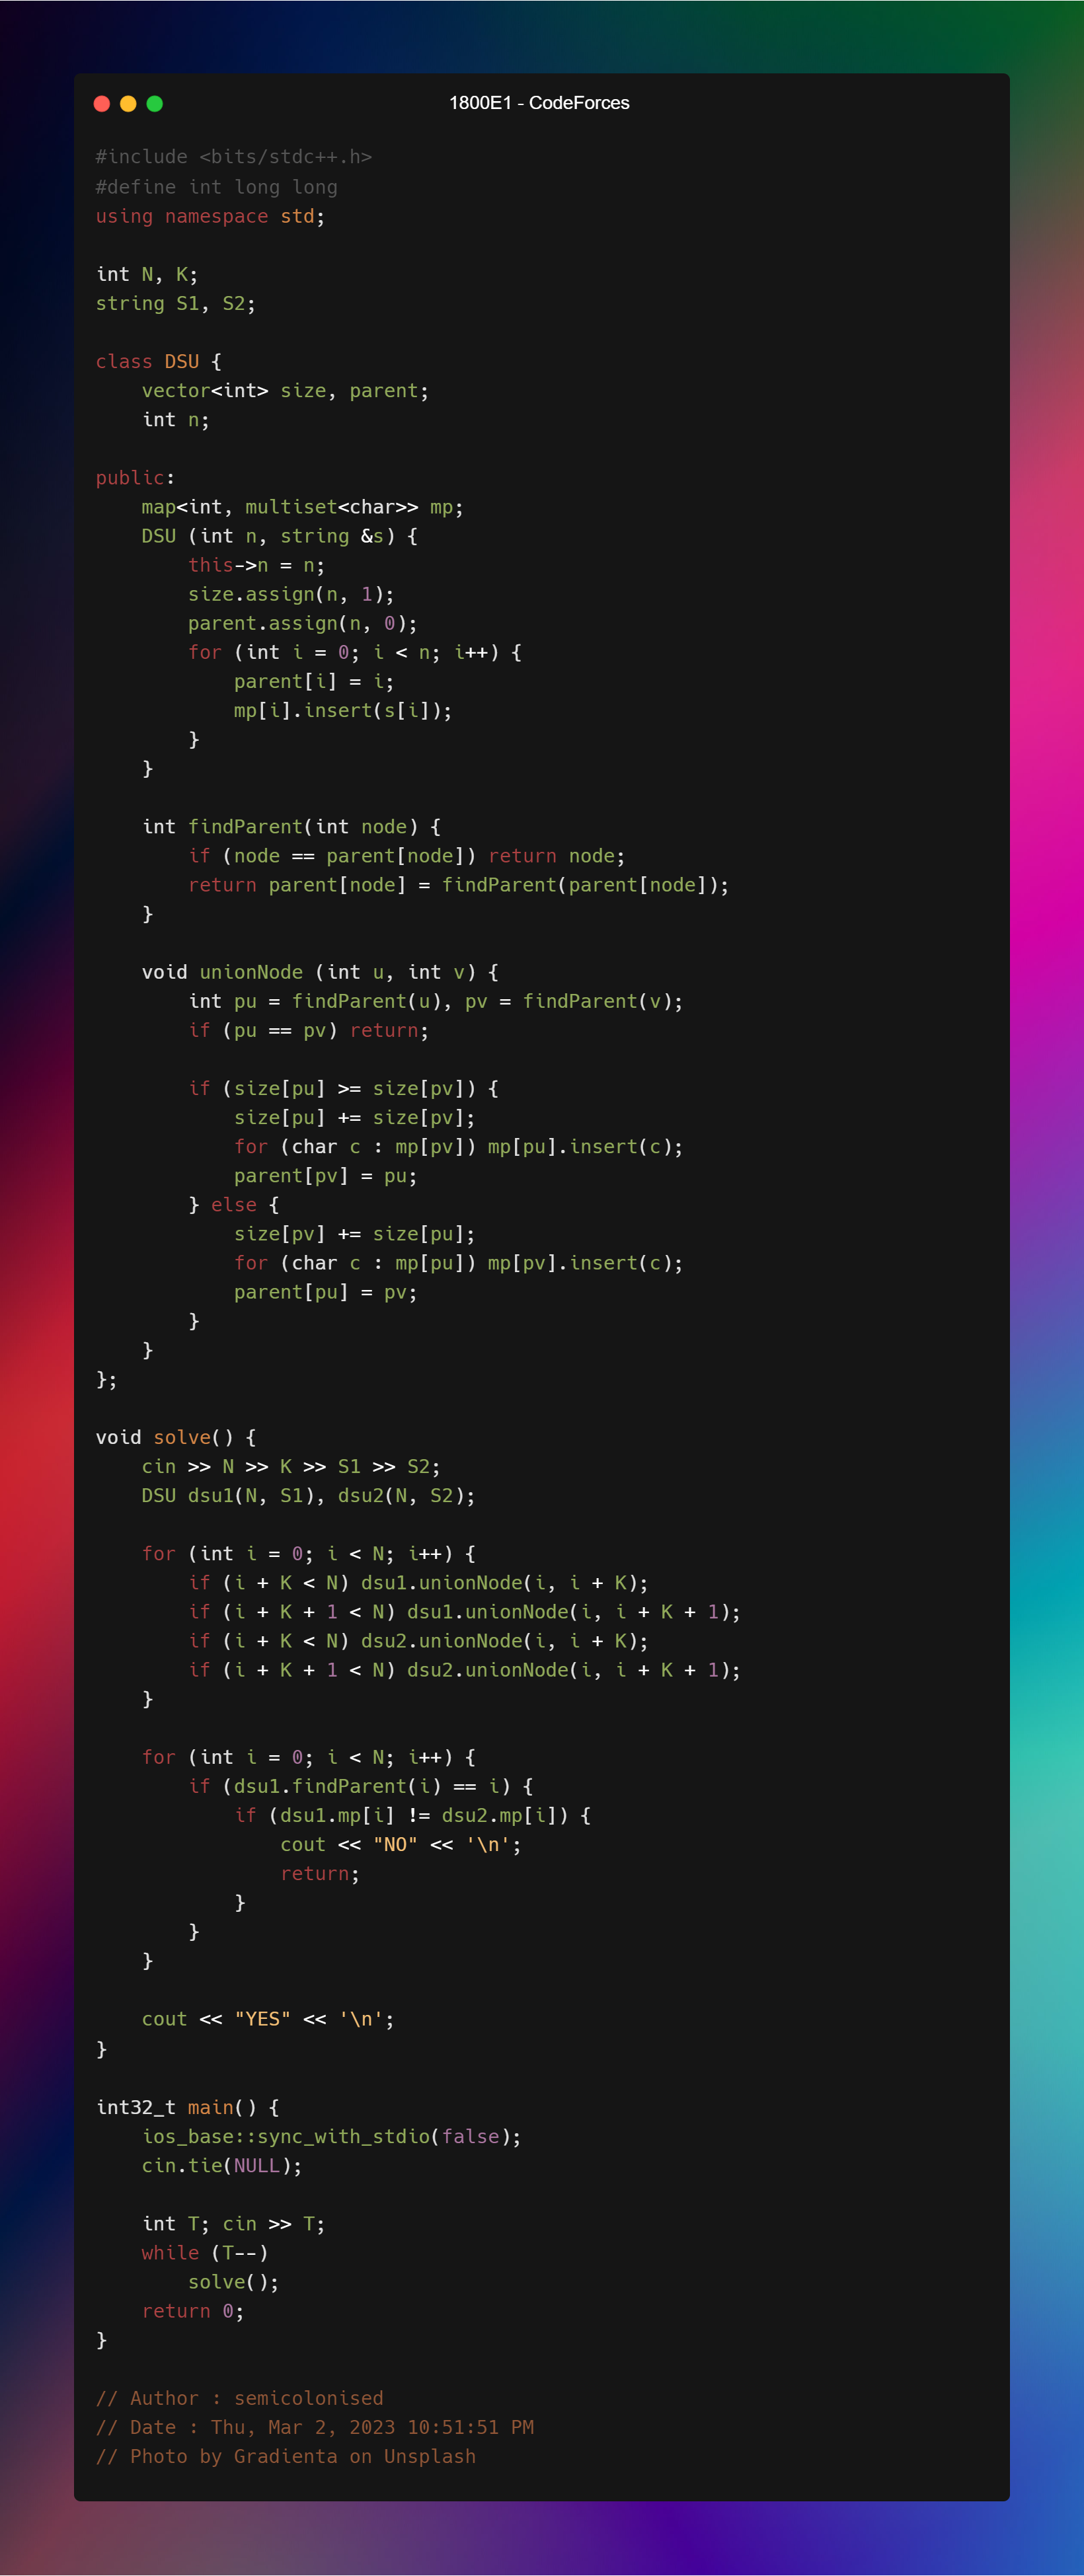 1800E1 - CodeForces
#include <bits/stdc++.h>
#define int long long
using namespace std;

int N, K;
string S1, S2;

class DSU {
    vector<int> size, parent;
    int n;

public:
    map<int, multiset<char>> mp;
    DSU (int n, string &s) {
        this->n = n;
        size.assign(n, 1);
        parent.assign(n, 0);
        for (int i = 0; i < n; i++) {
            parent[i] = i;
            mp[i].insert(s[i]);
        }
    }

    int findParent(int node) {
        if (node == parent[node]) return node;
        return parent[node] = findParent(parent[node]);
    }

    void unionNode (int u, int v) {
        int pu = findParent(u), pv = findParent(v);
        if (pu == pv) return;

        if (size[pu] >= size[pv]) {
            size[pu] += size[pv];
            for (char c : mp[pv]) mp[pu].insert(c);
            parent[pv] = pu;
        } else {
            size[pv] += size[pu];
            for (char c : mp[pu]) mp[pv].insert(c);
            parent[pu] = pv;
        }
    }
};

void solve() {
    cin >> N >> K >> S1 >> S2;
    DSU dsu1(N, S1), dsu2(N, S2);

    for (int i = 0; i < N; i++) {
        if (i + K < N) dsu1.unionNode(i, i + K);
        if (i + K + 1 < N) dsu1.unionNode(i, i + K + 1);
        if (i + K < N) dsu2.unionNode(i, i + K);
        if (i + K + 1 < N) dsu2.unionNode(i, i + K + 1);
    }

    for (int i = 0; i < N; i++) {
        if (dsu1.findParent(i) == i) {
            if (dsu1.mp[i] != dsu2.mp[i]) {
                cout << "NO" << '\n';
                return;
            }
        }
    }

    cout << "YES" << '\n';
}

int32_t main() {
    ios_base::sync_with_stdio(false);
    cin.tie(NULL);

    int T; cin >> T;
    while (T--)
        solve();
    return 0;
}

// Author : semicolonised
// Date : Thu, Mar 2, 2023 10:51:51 PM
// Photo by Gradienta on Unsplash